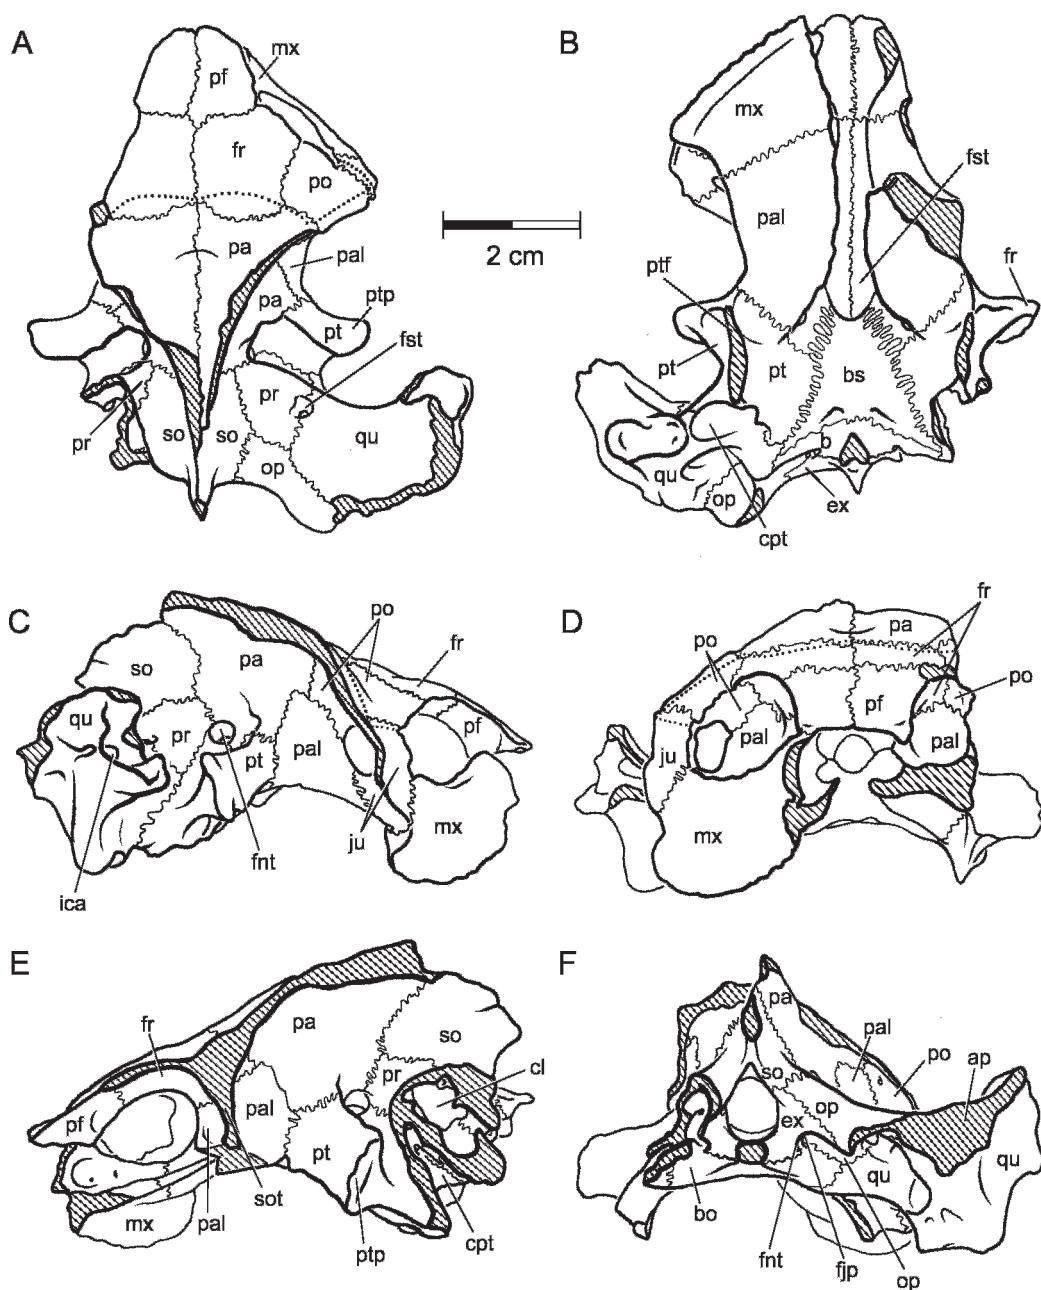 A
mx
pf
fr
po
pa
pal
pa
ptp
pt
fst
pr
pr
so
so
qu
op
2 cm
B
mx
fst
pal
ptf
fr
pt
pt
bs
qu
op
ex
cpt
C
po
fr
so
pa
qu
pr
pf
pal
pt
mx
ju
fnt
ica
D
fr
pa
po
po
pf
pal
pal
ju
mx
E
fr
pa
so
cl
pr
pf
pal
pt
sot
mx
pal
cpt
ptp
F
pa
pal
po
ap
so
op
ex
qu
qu
bo
fnt
fjp
op